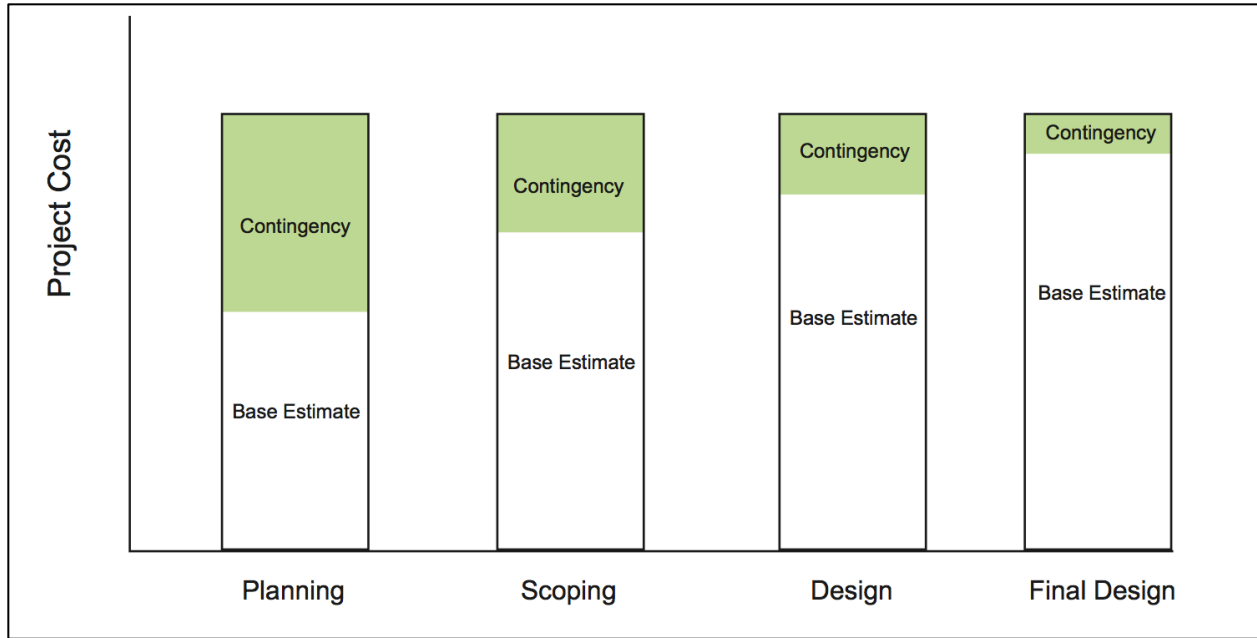 Project Cost
Contingency
Base Estimate
Contingency
Base Estimate
Contingency
Base Estimate
Contingency
Base Estimate
Planning
Scoping
Design
Final Design